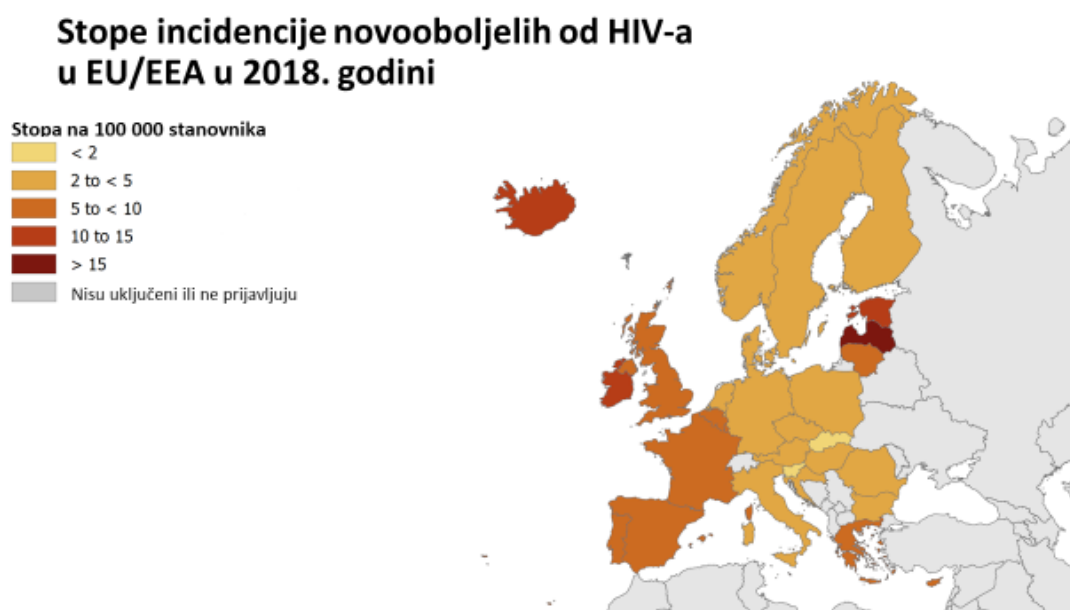 Stope incidencije novooboljelih od HIV-a
u EU/EEA u 2018. godini
Stopa na 100 000 stanovnika
< 2
2 to < 5
5 to < 10
10 to 15
> 15
Nisu uključeni ili ne prijavljuju